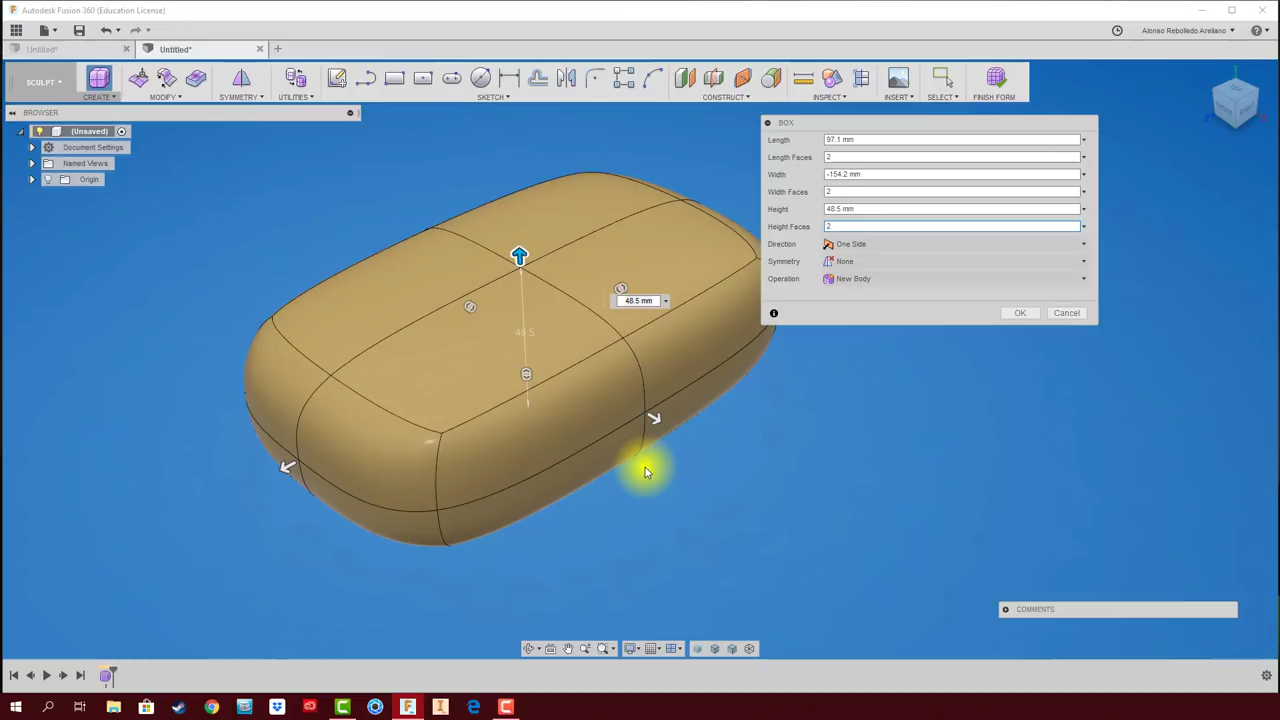 Autodesk Fusion 360 (Education License)
Alonso Rebolledo Arellano
Untitled*
Untitled*
SCULPT
CREATE
MODIFY
SYMMETRY
UTILITIES
SKETCH
CONSTRUCT
INSPECT
INSERT
SELECT
FINISH FORM
BROWSER
(Unsaved)
Document Settings
Named Views
Origin
BOX
Length 97.1 mm
Length Faces 2
Width -154.2 mm
Width Faces 2
Height 48.5 mm
Height Faces 2
Direction One Side
Symmetry None
Operation New Body
OK Cancel
48.5 mm
48.5
COMMENTS